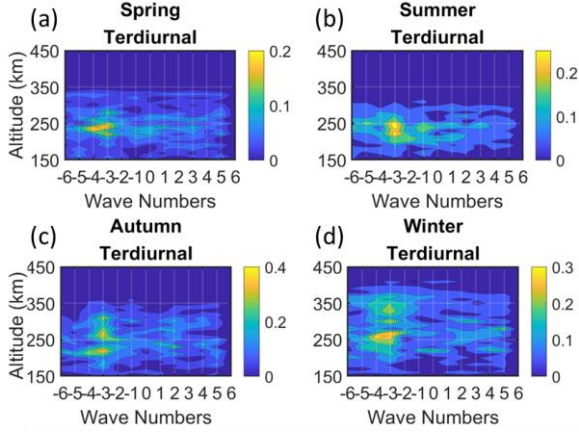 (a) Spring (b) Summer
Terdiurnal Terdiurnal
Altitude (km)
450
350
250
150
0.2
0.1
0
450
350
250
150
0.2
0.1
0
-6-5-4-3-2-1 0 1 2 3 4 5 6
-6-5-4-3-2-1 0 1 2 3 4 5 6
Wave Numbers Wave Numbers
(c) Autumn (d) Winter
Terdiurnal Terdiurnal
Altitude (km)
450
350
250
150
0.4
0.2
0
450
350
250
150
0.3
0.2
0.1
0
-6-5-4-3-2-1 0 1 2 3 4 5 6
-6-5-4-3-2-1 0 1 2 3 4 5 6
Wave Numbers Wave Numbers